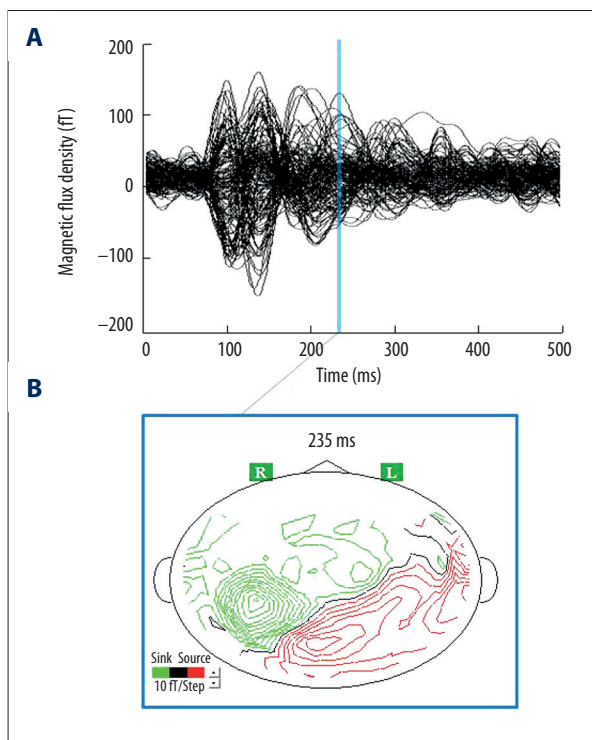 A
Magnetic flux density (fT)
200
100
0
−100
−200
0 100 200 300 400 500
Time (ms)
B
235 ms
R L
Sink Source
10 fT/Step